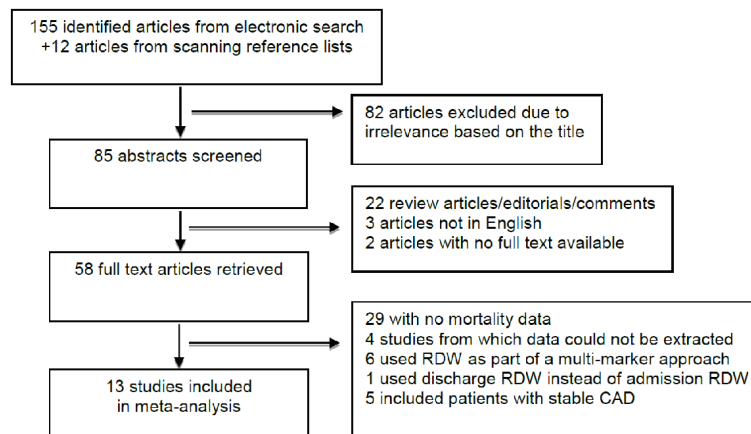 155 identified articles from electronic search
+12 articles from scanning reference lists
82 articles excluded due to
irrelevance based on the title
85 abstracts screened
22 review articles/editorials/comments
3 articles not in English
2 articles with no full text available
58 full text articles retrieved
29 with no mortality data
4 studies from which data could not be extracted
6 used RDW as part of a multi-marker approach
1 used discharge RDW instead of admission RDW
5 included patients with stable CAD
13 studies included
in meta-analysis